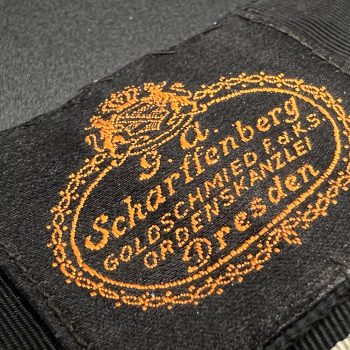 G. A.
Scharffenberg
GOLDSCHMIED F. d. K. S.
ORDENSKANZLEI
Dresden